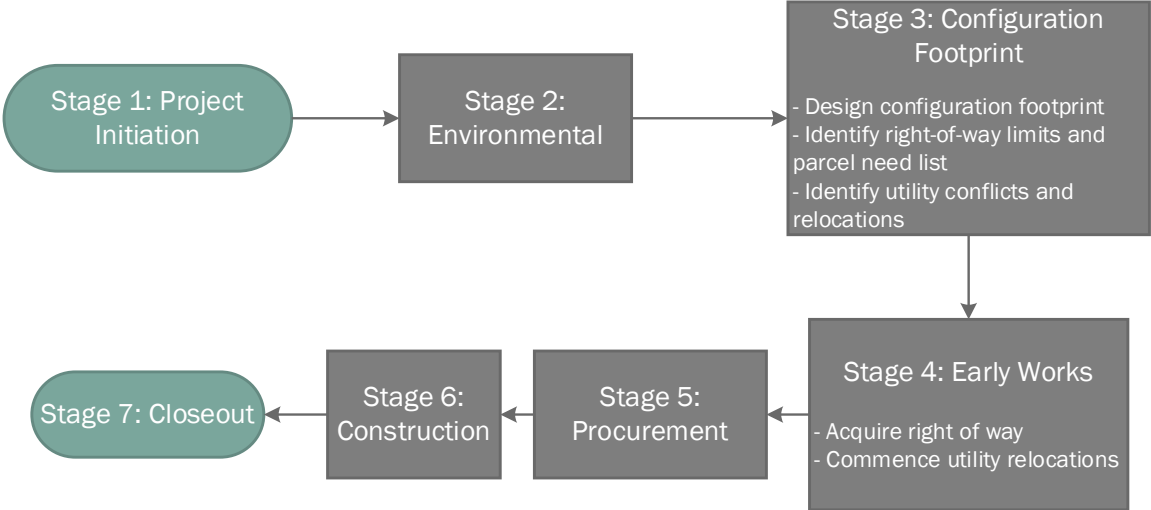 Stage 1: Project
Initiation
Stage 2:
Environmental
Stage 3: Configuration
Footprint
- Design configuration footprint
- Identify right-of-way limits and
parcel need list
- Identify utility conflicts and
relocations
Stage 4: Early Works
- Acquire right of way
- Commence utility relocations
Stage 5:
Procurement
Stage 6:
Construction
Stage 7: Closeout